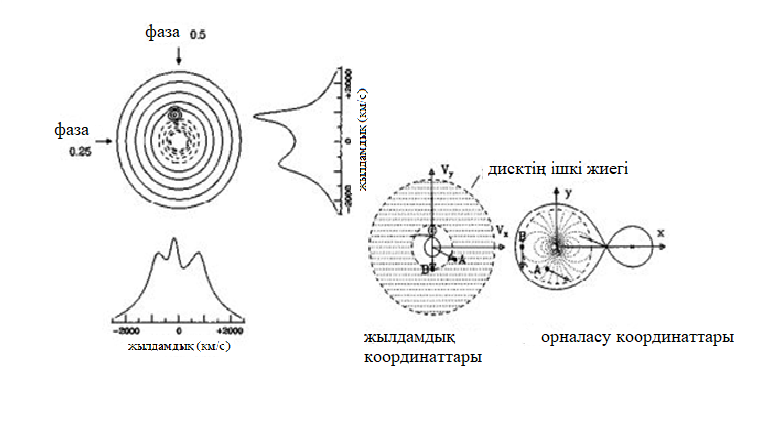 фаза 0.5
фаза
0.25
+2000
0
-2000
жылдамдық (км/с)
-2000 0 +2000
жылдамдық (км/с)
дисктің ішкі жиегі
Vy
Vx
A
B
y
x
B
A
жылдамдық
координаттары
орналасу координаттары